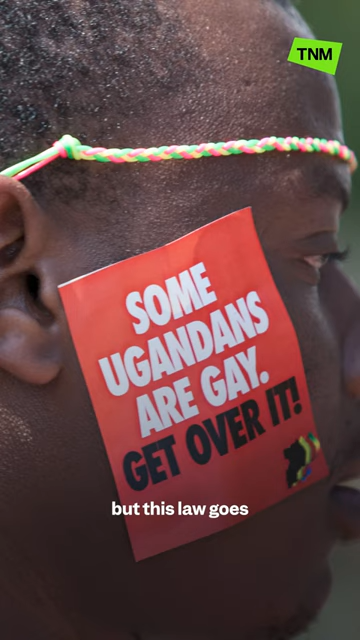 TNM
SOME
UGANDANS
ARE GAY.
GET OVER IT!
but this law goes